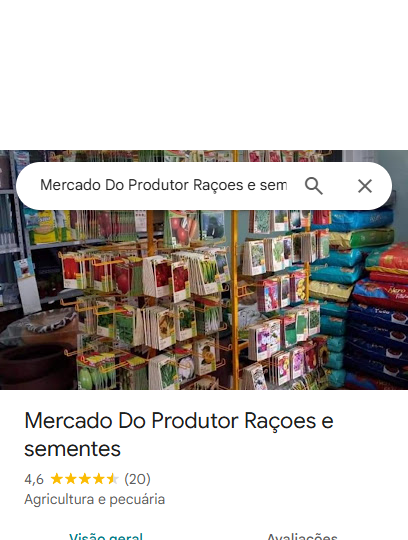 Mercado Do Produtor Raçoes e sem
Mercado Do Produtor Raçoes e
sementes
4,6 (20)
Agricultura e pecuária
Visão geral Avaliações